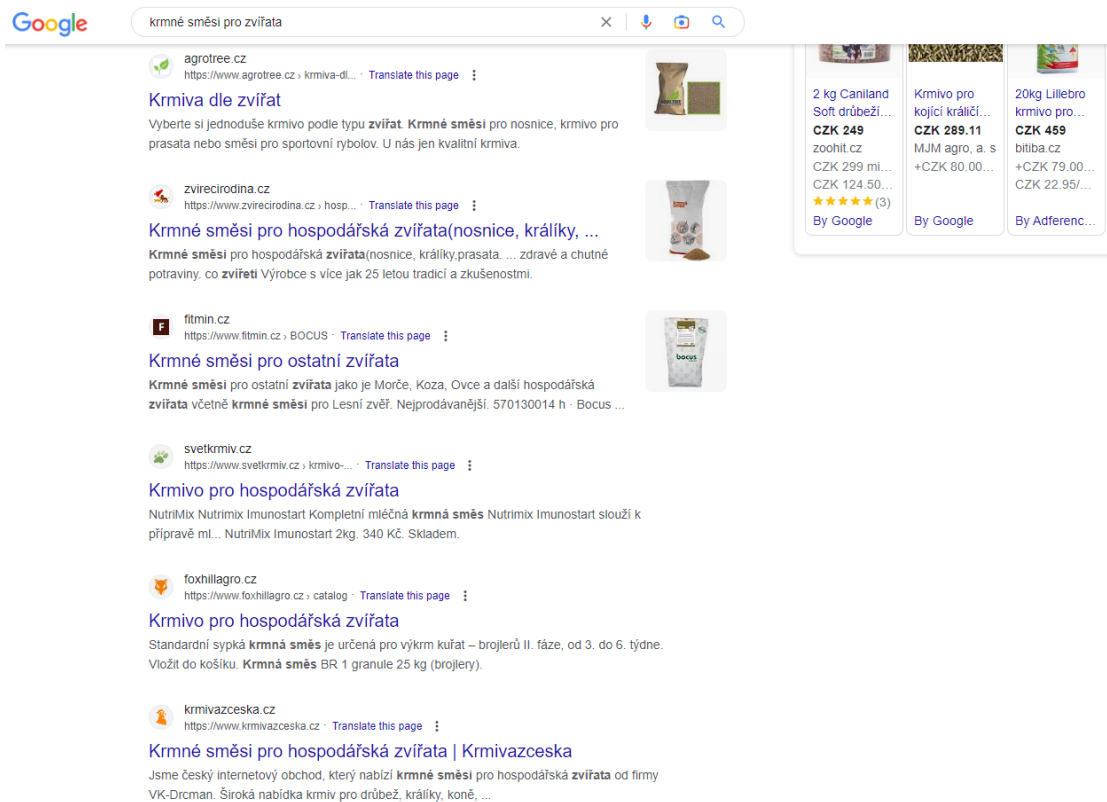 Google
krmné směsi pro zvířata
agrotree.cz
https://www.agrotree.cz › krmiva-dl... · Translate this page
Krmiva dle zvířat
Vyberte si jednoduše krmivo podle typu zvířat. Krmné směsi pro nosnice, krmivo pro
prasata nebo směsi pro sportovní rybolov. U nás jen kvalitní krmiva.
zvirecirodina.cz
https://www.zvirecirodina.cz › hosp... · Translate this page
Krmné směsi pro hospodářská zvířata(nosnice, králíky, ...
Krmné směsi pro hospodářská zvířata(nosnice, králíky,prasata. ... zdravé a chutné
potraviny. co zvířeti Výrobce s více jak 25 letou tradicí a zkušenostmi.
fitmin.cz
F
https://www.fitmin.cz › BOCUS · Translate this page
Krmné směsi pro ostatní zvířata
Krmné směsi pro ostatní zvířata jako je Morče, Koza, Ovce a další hospodářská
zvířata včetně krmné směsi pro Lesní zvěř. Nejprodávanější. 570130014 h · Bocus ...
bocus
svetkrmiv.cz
https://www.svetkrmiv.cz › krmivo-... · Translate this page
Krmivo pro hospodářská zvířata
NutriMix Nutrimix Imunostart Kompletní mléčná krmná směs Nutrimix Imunostart slouží k
přípravě ml... NutriMix Imunostart 2kg. 340 Kč. Skladem.
foxhillagro.cz
https://www.foxhillagro.cz › catalog · Translate this page
Krmivo pro hospodářská zvířata
Standardní sypká krmná směs je určená pro výkrm kuřat – brojlerů II. fáze, od 3. do 6. týdne.
Vložit do košíku. Krmná směs BR 1 granule 25 kg (brojlery).
krmivazceska.cz
https://www.krmivazceska.cz · Translate this page
Krmné směsi pro hospodářská zvířata | Krmivazceska
Jsme český internetový obchod, který nabízí krmné směsi pro hospodářská zvířata od firmy
VK-Drcman. Široká nabídka krmiv pro drůbež, králíky, koně, ...
2 kg Caniland
Soft drůbeží...
CZK 249
zoohit.cz
CZK 299 mi...
CZK 124.50...
(3)
By Google
Krmivo pro
kojící králičí...
CZK 289.11
MJM agro, a. s
+CZK 80.00...
By Google
20kg Lillebro
krmivo pro...
CZK 459
bitiba.cz
+CZK 79.00...
CZK 22.95/...
By Adferenc...